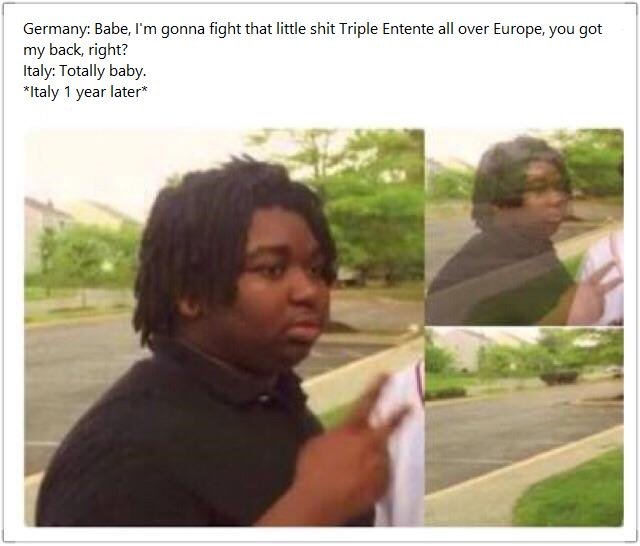 Germany: Babe, I'm gonna fight that little shit Triple Entente all over Europe, you got
my back, right?
Italy: Totally baby.
*Italy 1 year later*